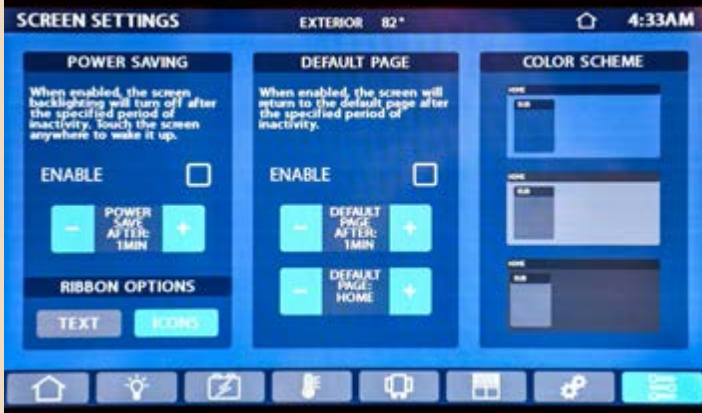 SCREEN SETTINGS
EXTERIOR 82°
4:33AM
POWER SAVING
When enabled, the screen
backlighting will turn off after
the specified period of
inactivity. Touch the screen
anywhere to wake it up.
ENABLE
- POWER SAVE AFTER: 1MIN +
RIBBON OPTIONS
TEXT
ICONS
DEFAULT PAGE
When enabled, the screen will
return to the default page after
the specified period of
inactivity.
ENABLE
- DEFAULT PAGE AFTER: 1MIN +
- DEFAULT PAGE: HOME +
COLOR SCHEME
HOME
SUB
HOME
SUB
HOME
SUB